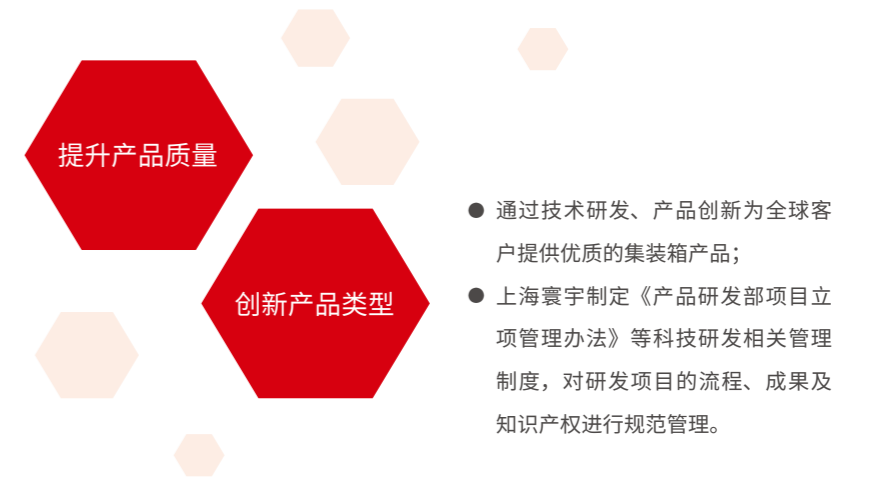 提升产品质量
创新产品类型
● 通过技术研发、产品创新为全球客
户提供优质的集装箱产品；
● 上海寰宇制定《产品研发部项目立
项管理办法》等科技研发相关管理
制度，对研发项目的流程、成果及
知识产权进行规范管理。